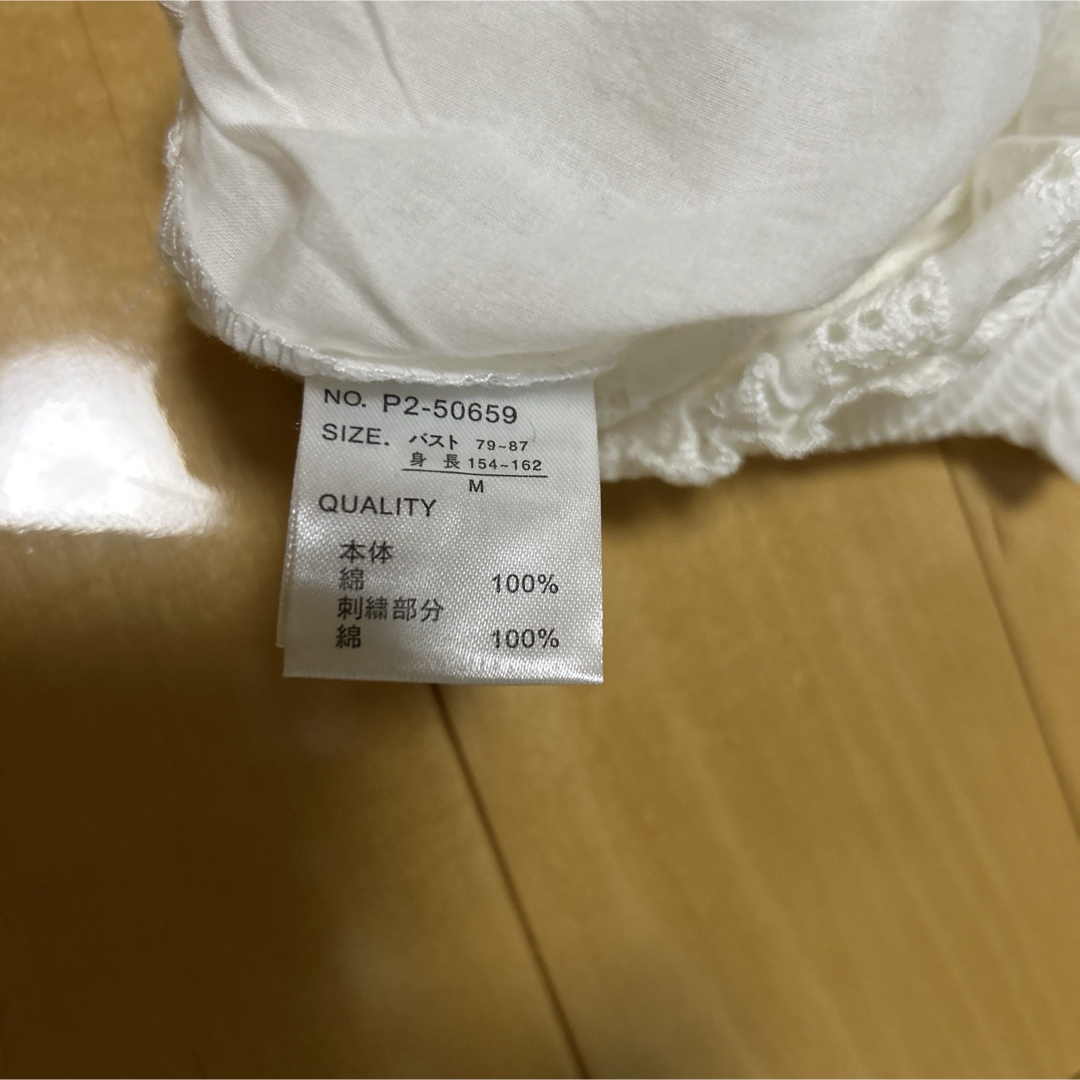 NO. P2-50659
SIZE. バスト 79~87
身 長 154~162
M
QUALITY
本体
綿 100%
刺繍部分
綿 100%